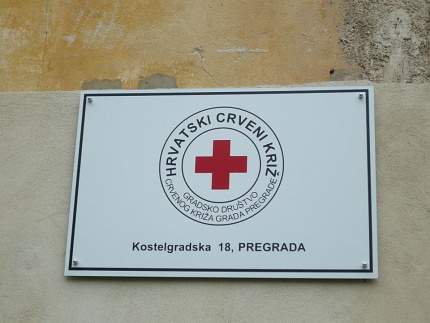 HRVATSKI CRVENI KRIŽ
GRADSKO DRUŠTVO
CRVENOG KRIŽA GRADA PREGRADE
Kostelgradska 18, PREGRADA